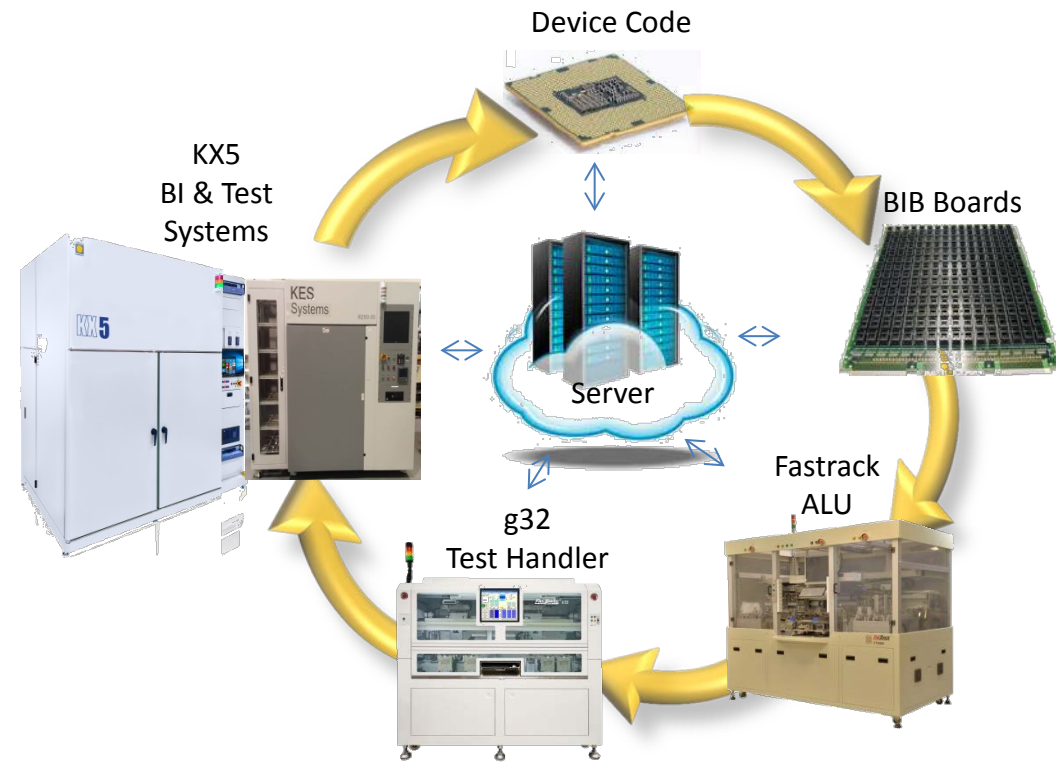 Device Code
KX5
BI & Test
Systems
BIB Boards
KX5
KES
Systems
Server
Fastrack
ALU
g32
Test Handler